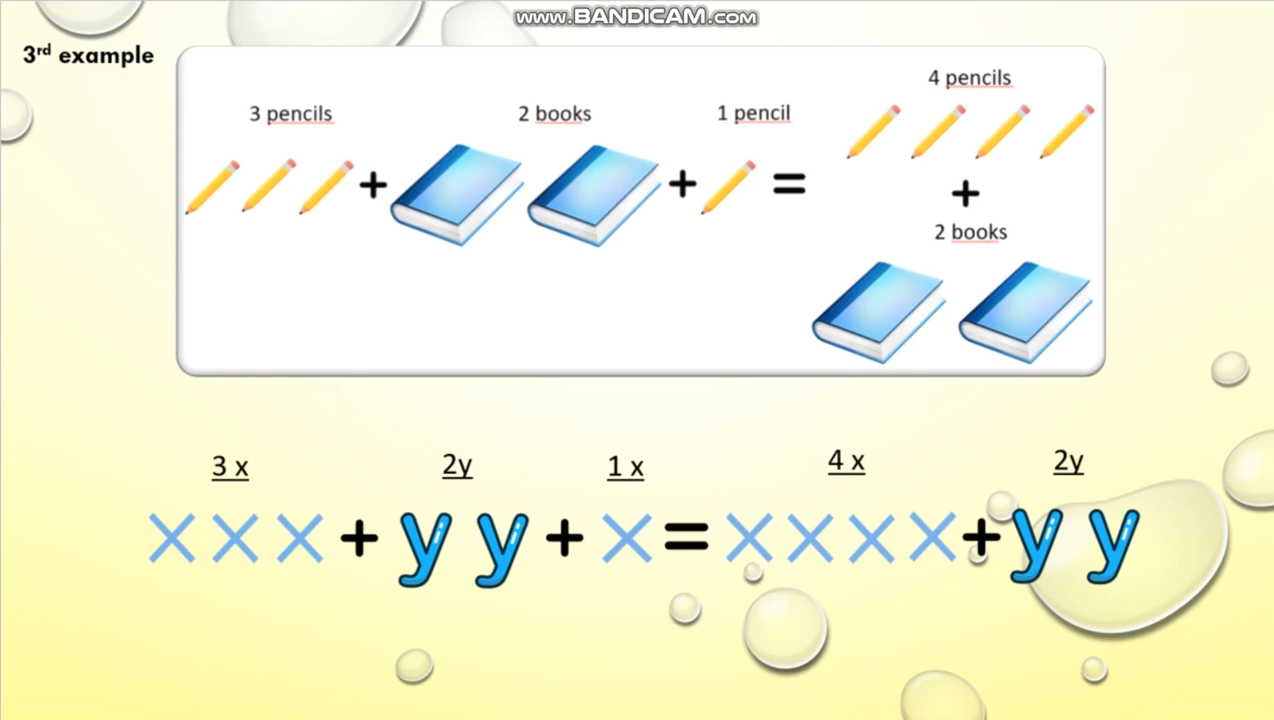 www.BANDICAM.com
3rd example
3 pencils
2 books
1 pencil
4 pencils
+ + = +
2 books
3 x 2y 1 x 4 x 2y
x x x + y y + x = x x x x + y y